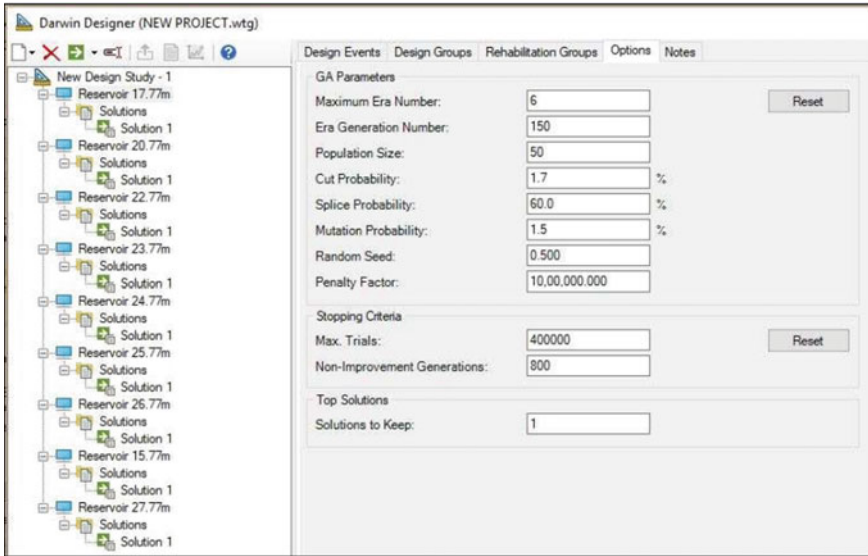 Darwin Designer (NEW PROJECT.wtg)
New Design Study - 1
Reservoir 17.77m
Solutions
Solution 1
Reservoir 20.77m
Solutions
Solution 1
Reservoir 22.77m
Solutions
Solution 1
Reservoir 23.77m
Solutions
Solution 1
Reservoir 24.77m
Solutions
Solution 1
Reservoir 25.77m
Solutions
Solution 1
Reservoir 26.77m
Solutions
Solution 1
Reservoir 15.77m
Solutions
Solution 1
Reservoir 27.77m
Solutions
Solution 1
Design Events Design Groups Rehabilitation Groups Options Notes
GA Parameters
Maximum Era Number: 6 Reset
Era Generation Number: 150
Population Size: 50
Cut Probability: 1.7 %
Splice Probability: 60.0 %
Mutation Probability: 1.5 %
Random Seed: 0.500
Penalty Factor: 10,00,000.000
Stopping Criteria
Max. Trials: 400000 Reset
Non-Improvement Generations: 800
Top Solutions
Solutions to Keep: 1